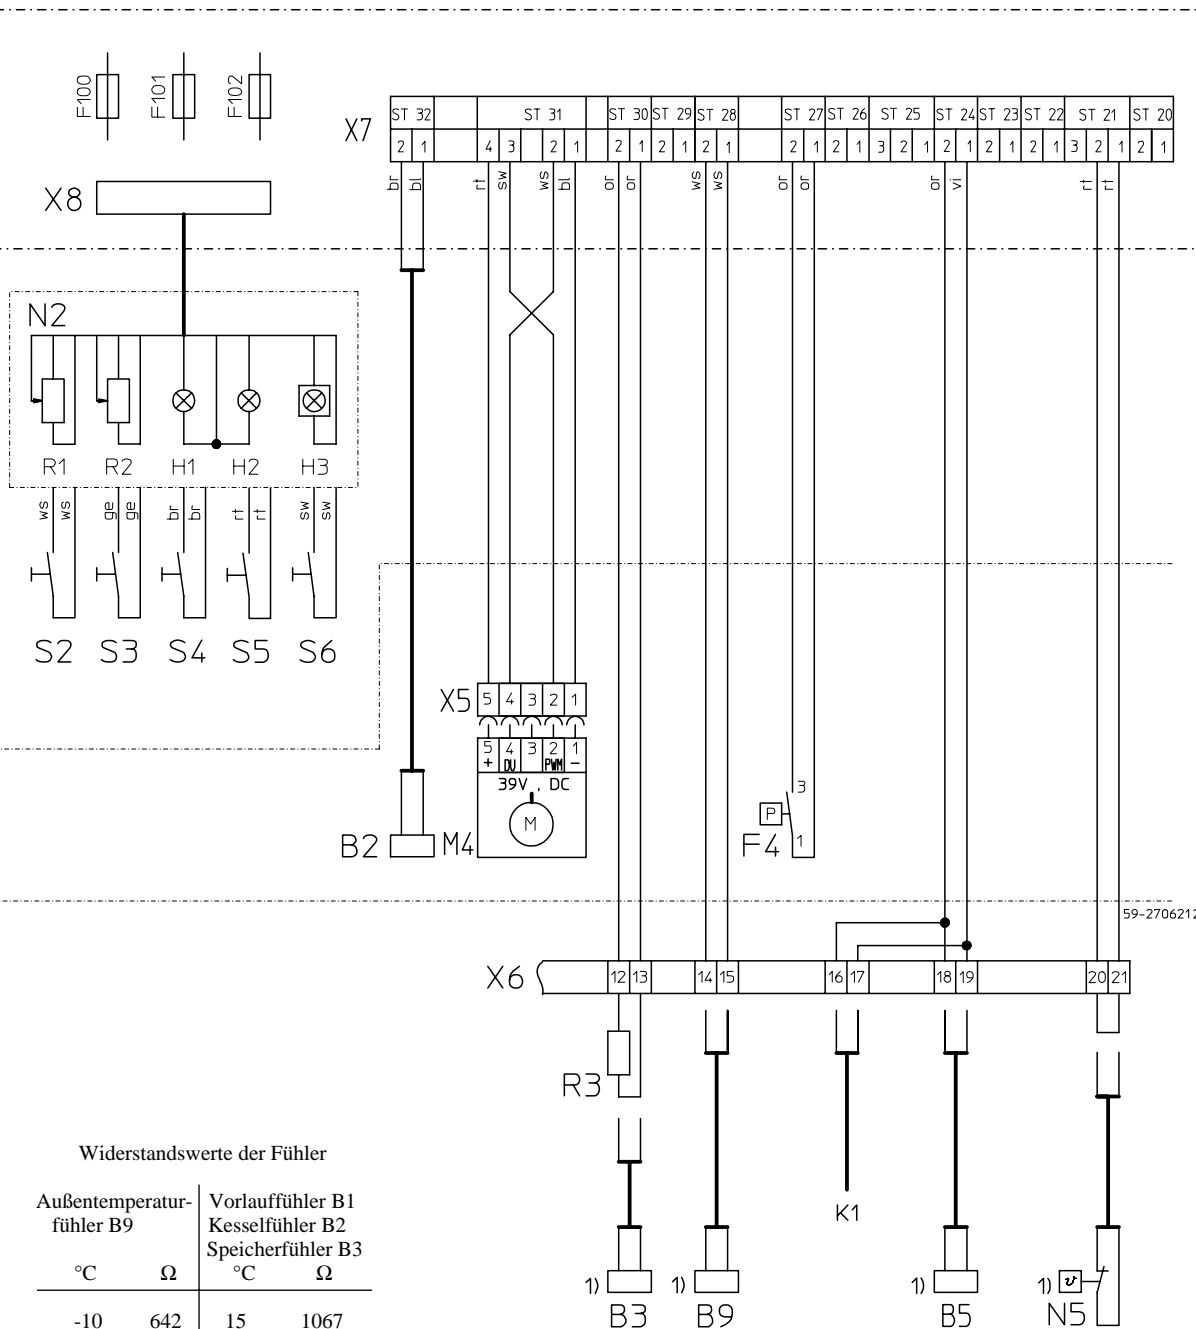 F100 F101 F102
X7
ST 32 ST 31 ST 30 ST 29 ST 28 ST 27 ST 26 ST 25 ST 24 ST 23 ST 22 ST 21 ST 20
2 1 4 3 2 1 2 1 2 1 2 1 2 1 2 1 3 2 1 2 1 2 1 2 1 3 2 1 2 1
br bl rt sw ws bl or or ws ws or or or vi rt rt
X8
N2
R1 R2 H1 H2 H3
ws ws ge ge br br rt rt sw sw
S2 S3 S4 S5 S6
X5 5 4 3 2 1
5 4 3 2 1
+ DU PWM −
39V , DC
M
B2 M4
P 3
F4 1
59-2706212
X6 12 13 14 15 16 17 18 19 20 21
R3
K1
1) 1) 1) 1) ϑ
B3 B9 B5 N5
Widerstandswerte der Fühler
Außentemperatur- Vorlauffühler B1
fühler B9 Kesselfühler B2
Speicherfühler B3
°C Ω °C Ω
-10 642 15 1067